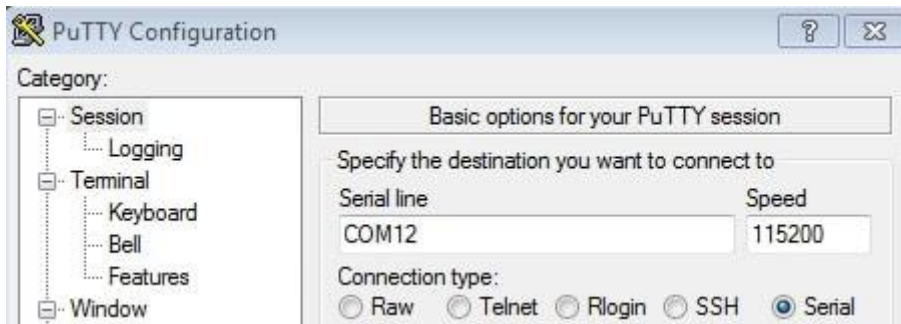 PuTTY Configuration
?
Category:
Session
Logging
Terminal
Keyboard
Bell
Features
Window
Basic options for your PuTTY session
Specify the destination you want to connect to
Serial line Speed
COM12 115200
Connection type:
Raw Telnet Rlogin SSH Serial